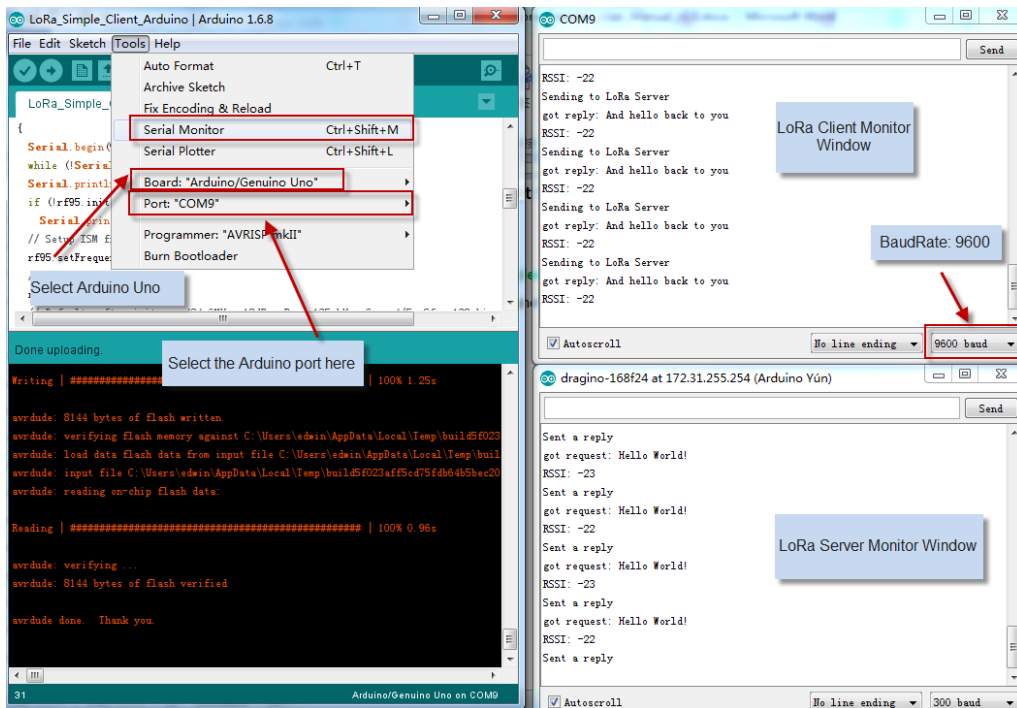 LoRa_Simple_Client_Arduino | Arduino 1.6.8
File Edit Sketch Tools Help
Auto Format Ctrl+T
Archive Sketch
Fix Encoding & Reload
Serial Monitor Ctrl+Shift+M
Serial Plotter Ctrl+Shift+L
Board: "Arduino/Genuino Uno"
Port: "COM9"
Programmer: "AVRISP mkII"
Burn Bootloader
LoRa_Simple_
{
Serial.begin(
while (!Serial
Serial.println
if (!rf95.init
Serial.
// Setup ISM f
rf95.setFreque
Select Arduino Uno
Select the Arduino port here
Done uploading.
Writing | ################ | 100% 1.25s
avrdude: 8144 bytes of flash written
avrdude: verifying flash memory against C:\Users\edwin\AppData\Local\Temp\build5f023
avrdude: load data flash data from input file C:\Users\edwin\AppData\Local\Temp\buil
avrdude: input file C:\Users\edwin\AppData\Local\Temp\build5f023aff5cd75fdb64b5bec20
avrdude: reading on-chip flash data:
Reading | ################################################## | 100% 0.96s
avrdude: verifying ...
avrdude: 8144 bytes of flash verified
avrdude done. Thank you.
31 Arduino/Genuino Uno on COM9
COM9
Send
RSSI: -22
Sending to LoRa Server
got reply: And hello back to you
RSSI: -22
Sending to LoRa Server
got reply: And hello back to you
RSSI: -22
Sending to LoRa Server
got reply: And hello back to you
RSSI: -22
Sending to LoRa Server
got reply: And hello back to you
RSSI: -22
LoRa Client Monitor
Window
BaudRate: 9600
Autoscroll No line ending 9600 baud
dragino-168f24 at 172.31.255.254 (Arduino Yún)
Send
Sent a reply
got request: Hello World!
RSSI: -23
Sent a reply
got request: Hello World!
RSSI: -22
Sent a reply
got request: Hello World!
RSSI: -23
Sent a reply
got request: Hello World!
RSSI: -22
Sent a reply
LoRa Server Monitor Window
Autoscroll No line ending 300 baud